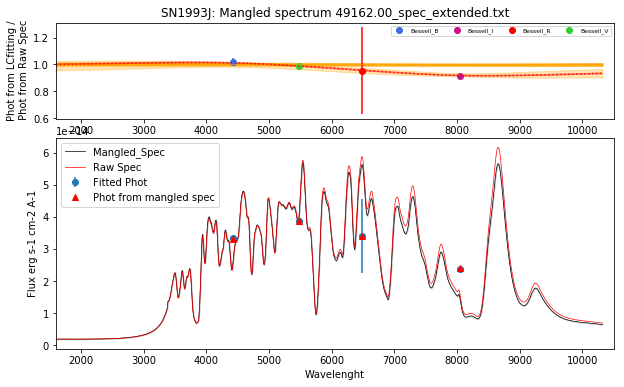 SN1993J: Mangled spectrum 49162.00_spec_extended.txt
Phot from LCfitting /
Phot from Raw Spec
1.2
1.0
0.8
0.6
Bessell_B
Bessell_I
Bessell_R
Bessell_V
2000 3000 4000 5000 6000 7000 8000 9000 10000
1e−14
Flux erg s-1 cm-2 A-1
6
5
4
3
2
1
0
Mangled_Spec
Raw Spec
Fitted Phot
Phot from mangled spec
2000 3000 4000 5000 6000 7000 8000 9000 10000
Wavelenght